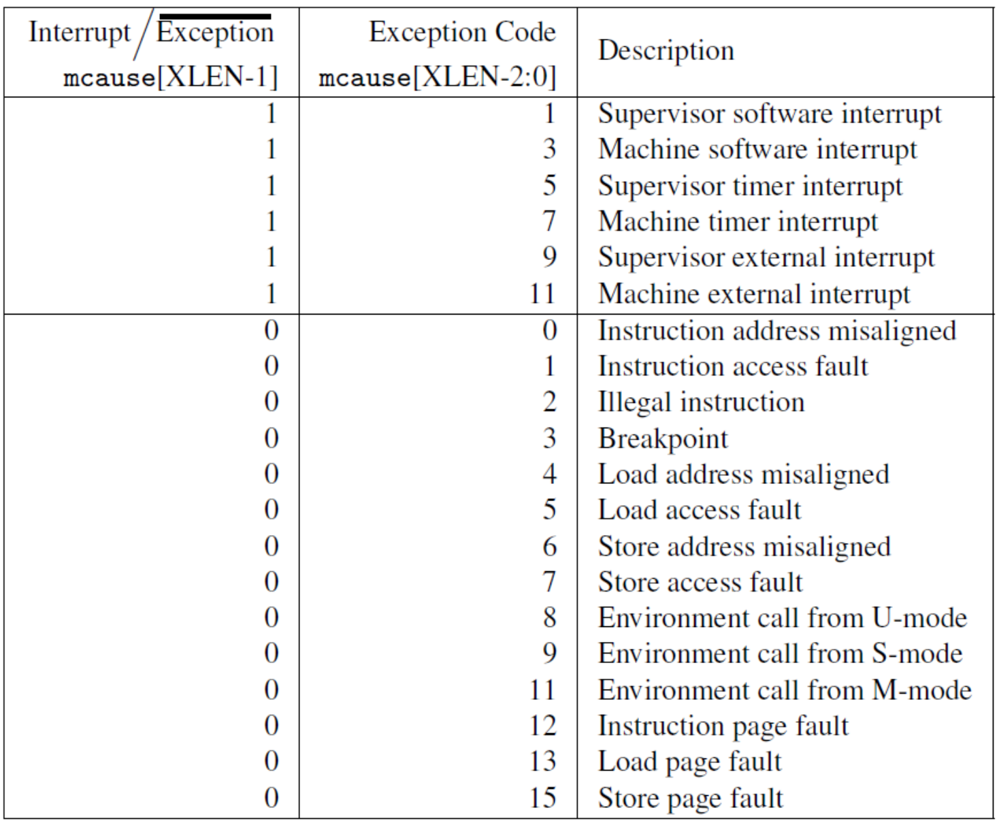 Interrupt / Exception Exception Code Description
mcause[XLEN-1] mcause[XLEN-2:0]
1 1 Supervisor software interrupt
1 3 Machine software interrupt
1 5 Supervisor timer interrupt
1 7 Machine timer interrupt
1 9 Supervisor external interrupt
1 11 Machine external interrupt
0 0 Instruction address misaligned
0 1 Instruction access fault
0 2 Illegal instruction
0 3 Breakpoint
0 4 Load address misaligned
0 5 Load access fault
0 6 Store address misaligned
0 7 Store access fault
0 8 Environment call from U-mode
0 9 Environment call from S-mode
0 11 Environment call from M-mode
0 12 Instruction page fault
0 13 Load page fault
0 15 Store page fault